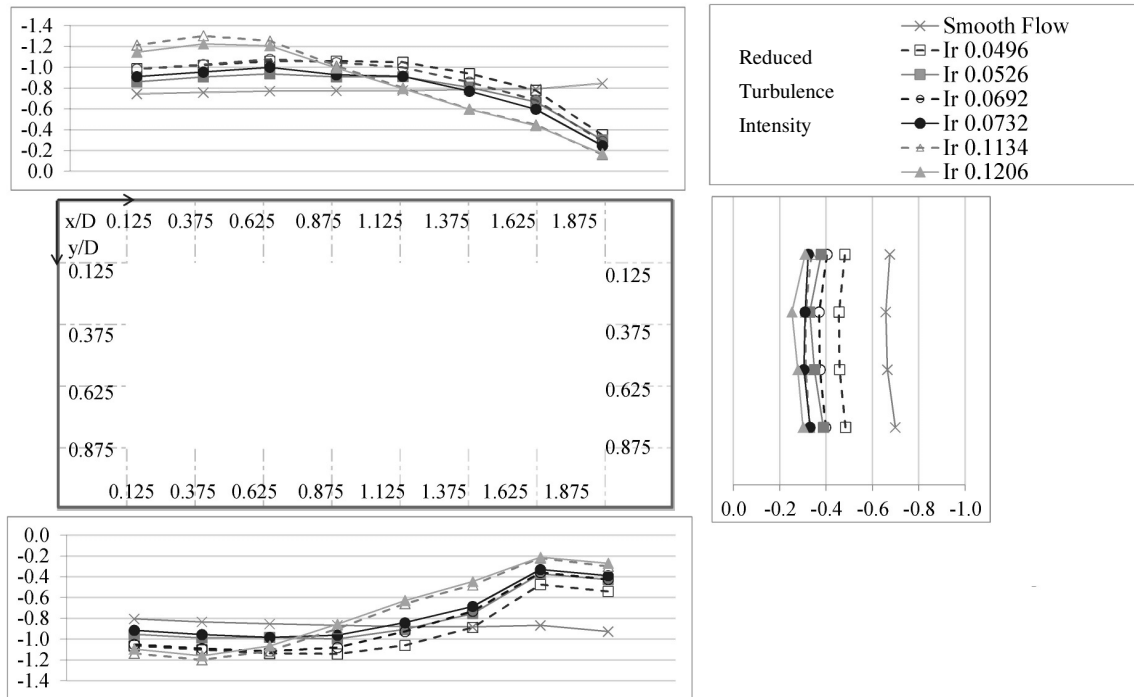 -1.4
-1.2
-1.0
-0.8
-0.6
-0.4
-0.2
0.0
Reduced
Turbulence
Intensity
Smooth Flow
Ir 0.0496
Ir 0.0526
Ir 0.0692
Ir 0.0732
Ir 0.1134
Ir 0.1206
x/D 0.125 0.375 0.625 0.875 1.125 1.375 1.625 1.875
y/D
0.125 0.125
0.375 0.375
0.625 0.625
0.875 0.875
0.125 0.375 0.625 0.875 1.125 1.375 1.625 1.875
0.0 -0.2 -0.4 -0.6 -0.8 -1.0
0.0
-0.2
-0.4
-0.6
-0.8
-1.0
-1.2
-1.4